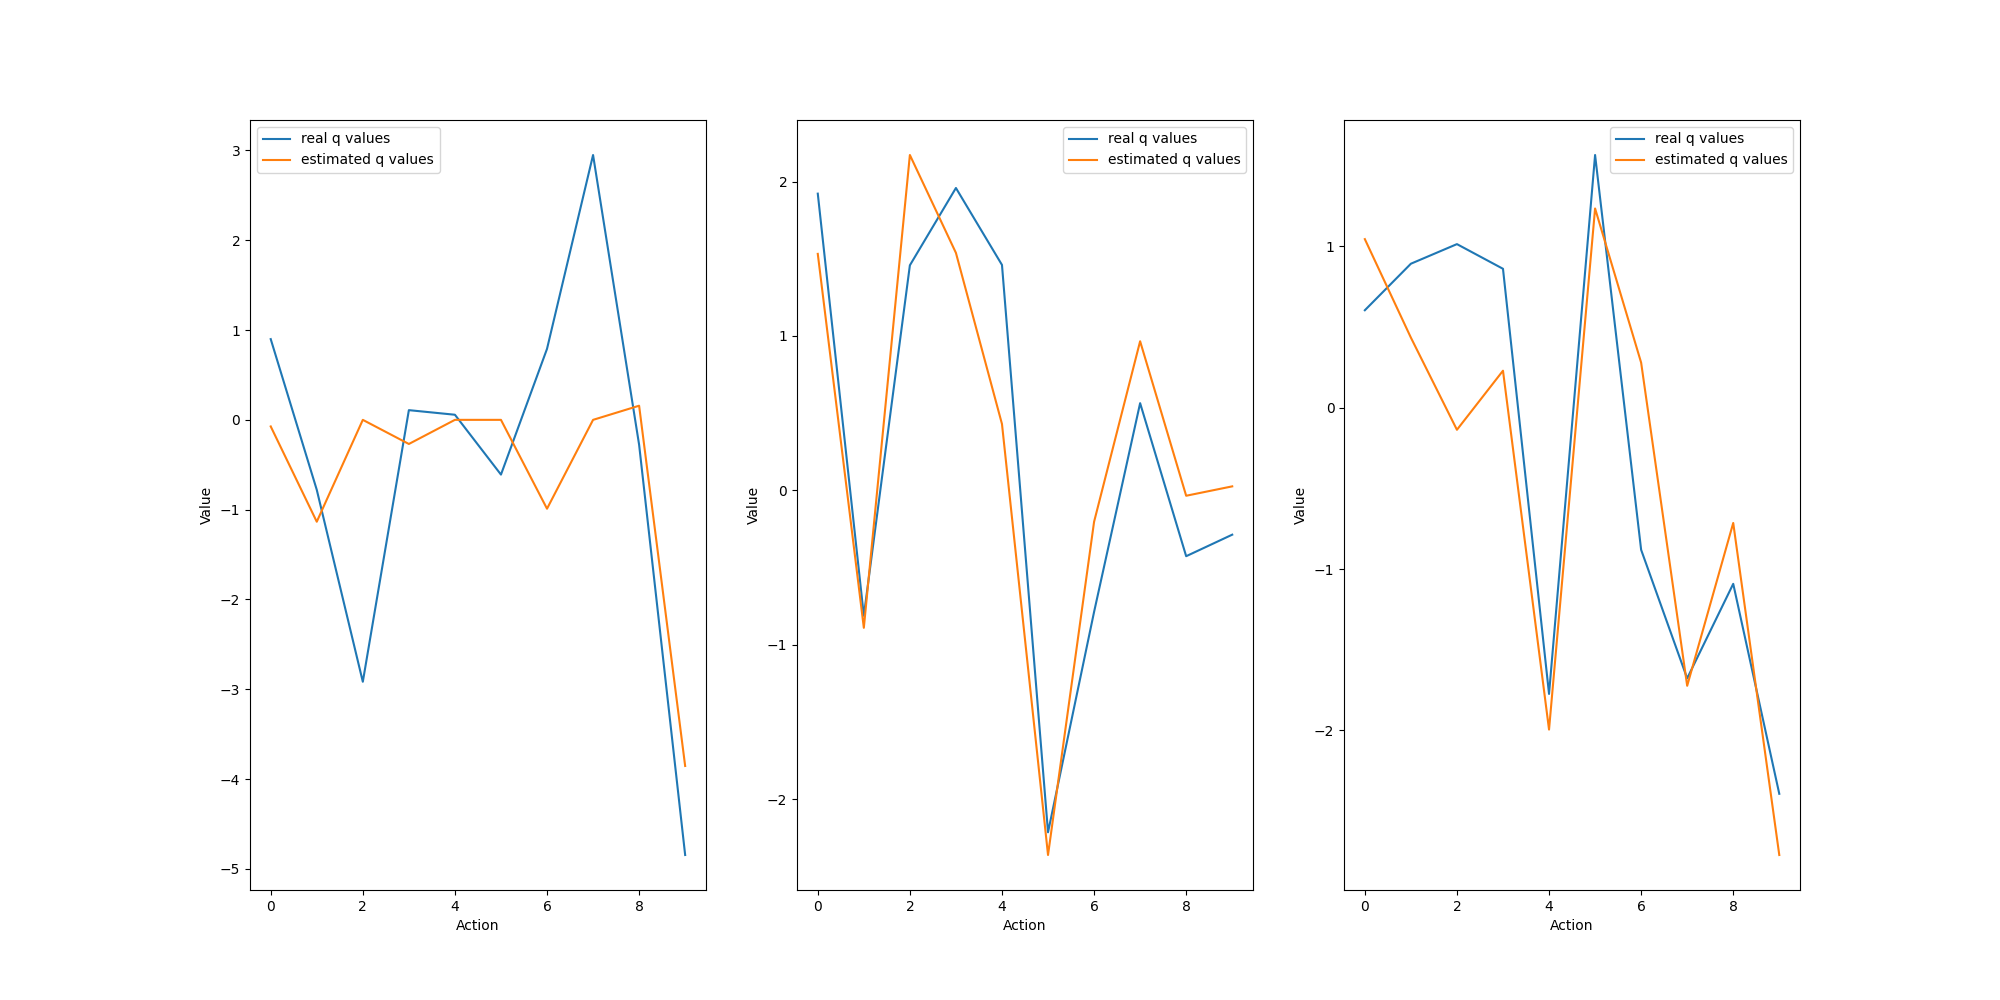 real q values
estimated q values
3
2
1
0
−1
−2
−3
−4
−5
Value
0 2 4 6 8
Action
real q values
estimated q values
2
1
0
−1
−2
Value
0 2 4 6 8
Action
real q values
estimated q values
1
0
−1
−2
Value
0 2 4 6 8
Action